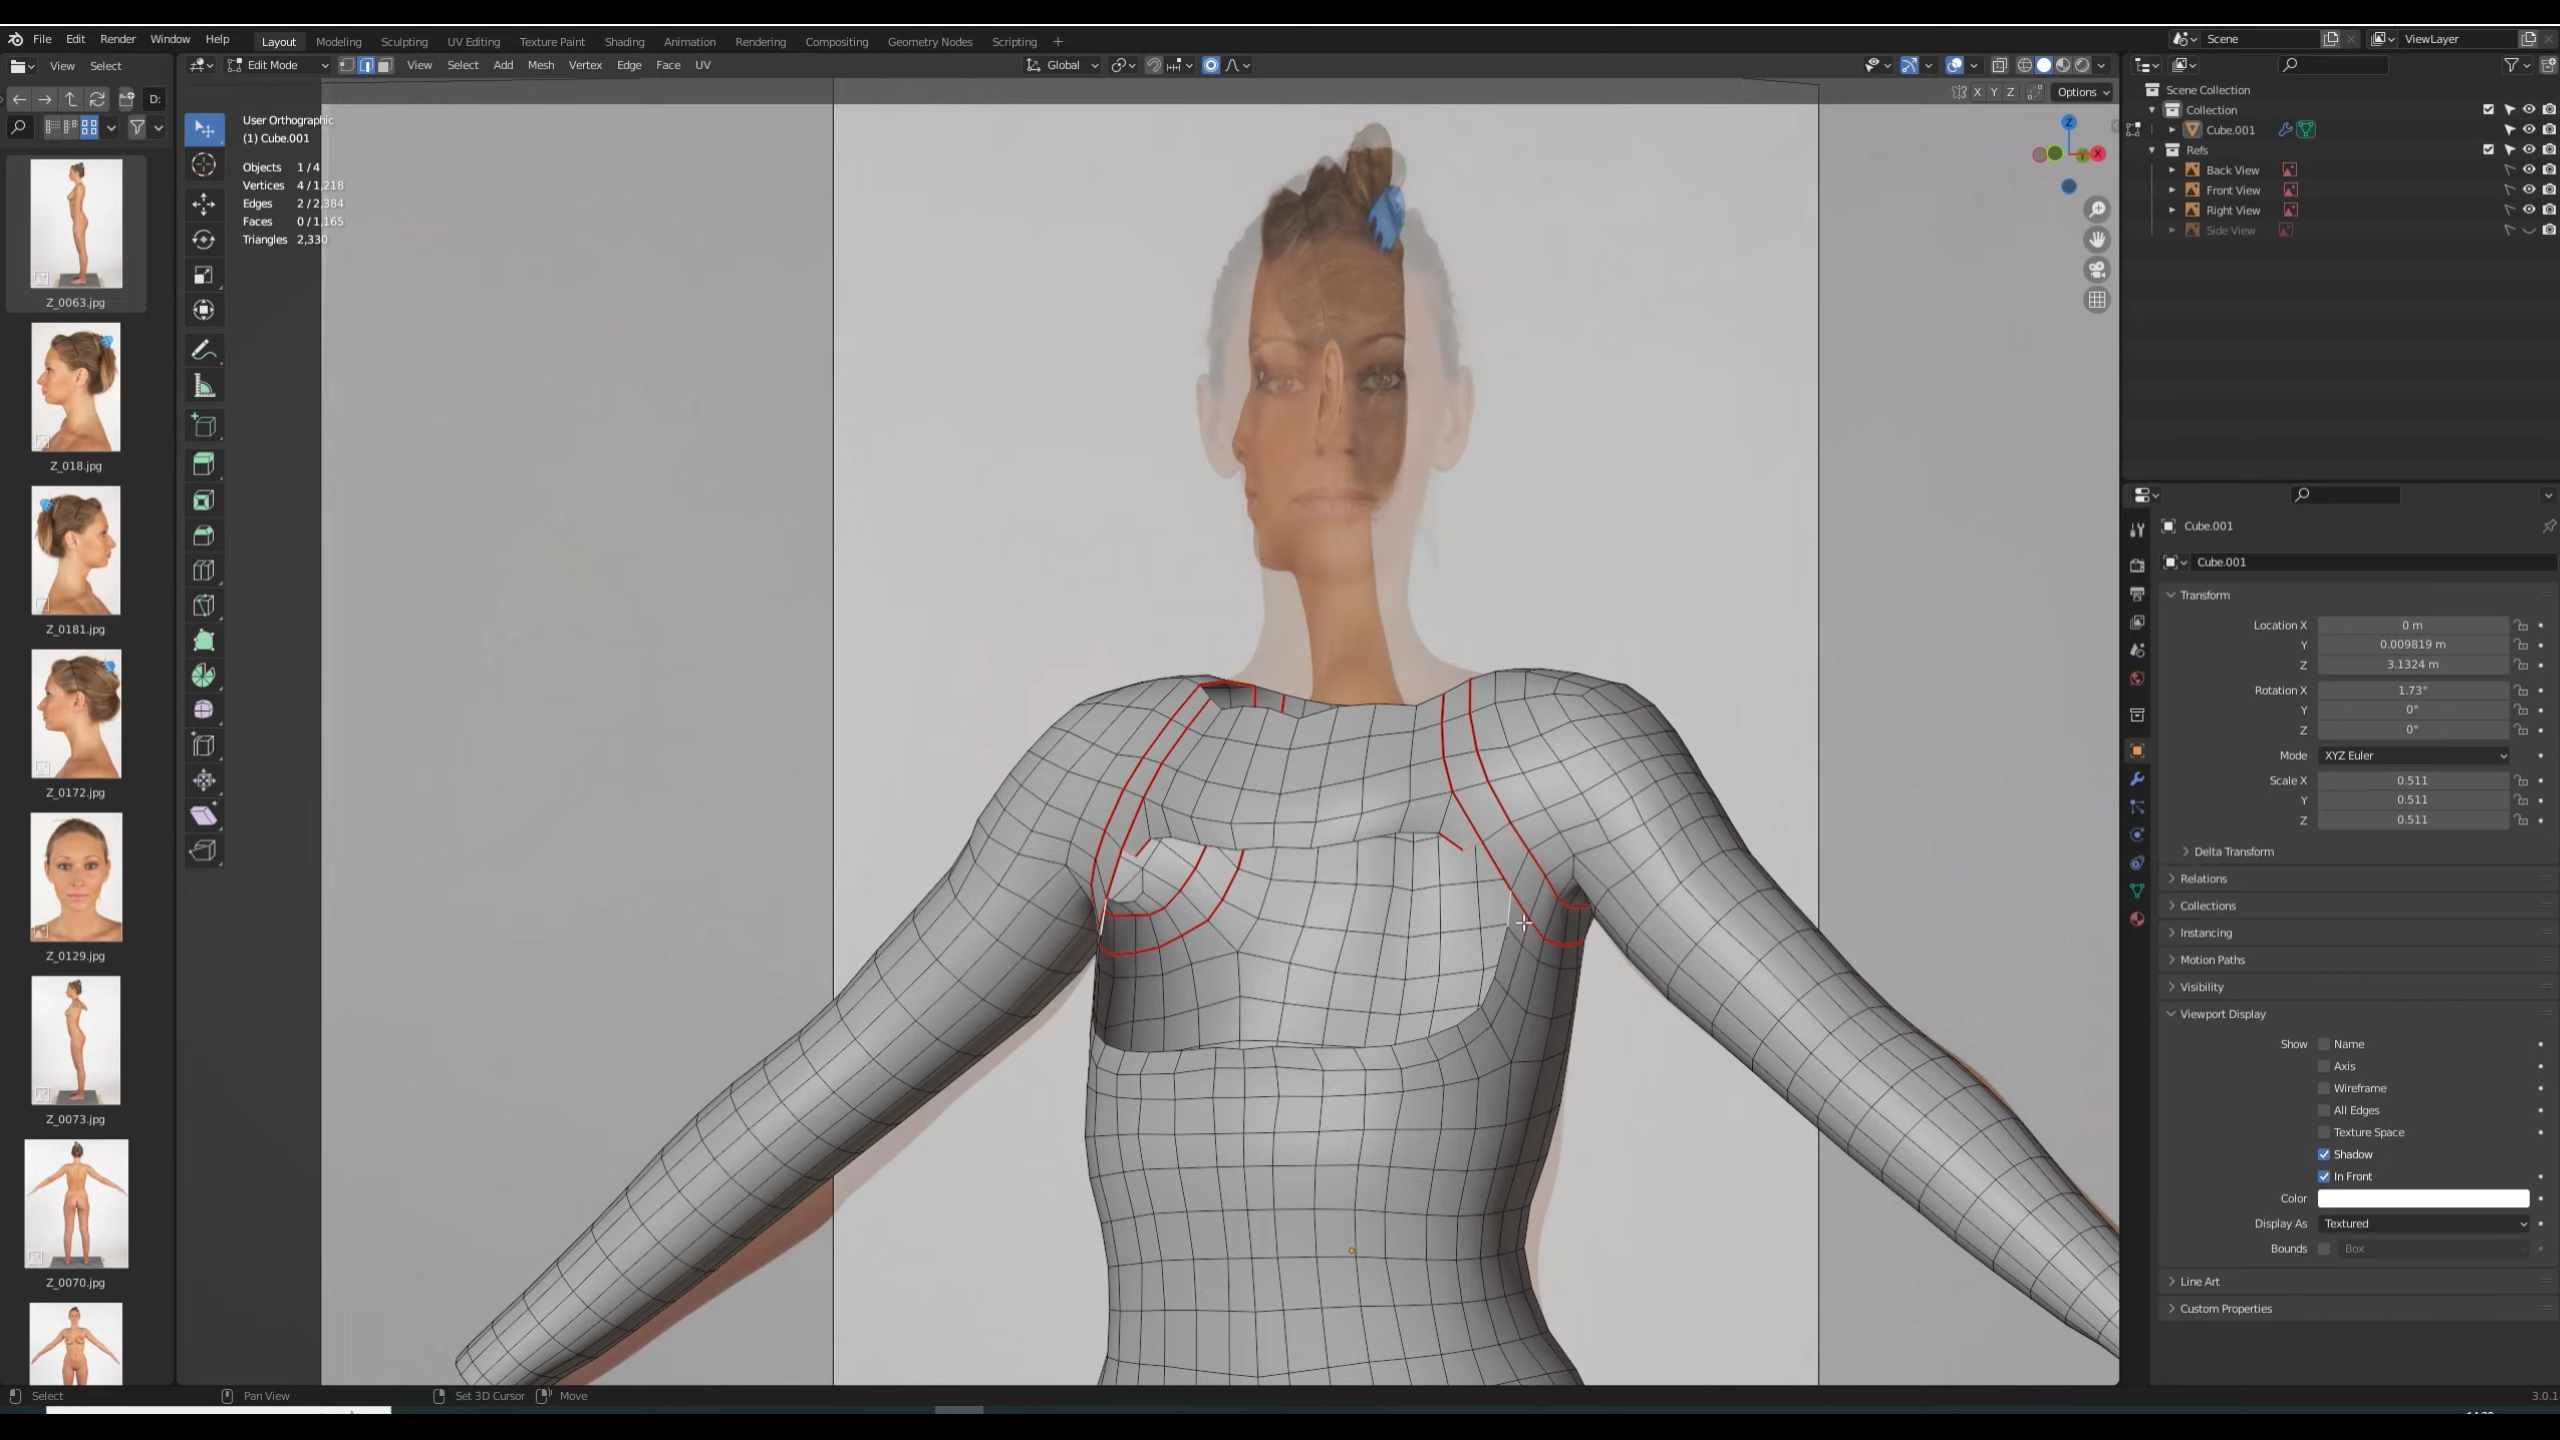 File Edit Render Window Help
Layout Modeling Sculpting UV Editing Texture Paint Shading Animation Rendering Compositing Geometry Nodes Scripting +
Scene
ViewLayer
View Select
Edit Mode
View Select Add Mesh Vertex Edge Face UV
Global
D:
X Y Z
Options
User Orthographic
(1) Cube.001
Objects 1/4
Vertices 4/1,218
Edges 2/2,384
Faces 0/1,165
Triangles 2,330
Z
X
Z_0063.jpg
Z_018.jpg
Z_0181.jpg
Z_0172.jpg
Z_0129.jpg
Z_0073.jpg
Z_0070.jpg
Scene Collection
Collection
Cube.001
Refs
Back View
Front View
Right View
Side View
Cube.001
Cube.001
Transform
Location X 0 m
Y 0.009819 m
Z 3.1324 m
Rotation X 1.73°
Y 0°
Z 0°
Mode XYZ Euler
Scale X 0.511
Y 0.511
Z 0.511
Delta Transform
Relations
Collections
Instancing
Motion Paths
Visibility
Viewport Display
Show Name
Axis
Wireframe
All Edges
Texture Space
Shadow
In Front
Color
Display As Textured
Bounds Box
Line Art
Custom Properties
Select
Pan View
Set 3D Cursor
Move
3.0.1